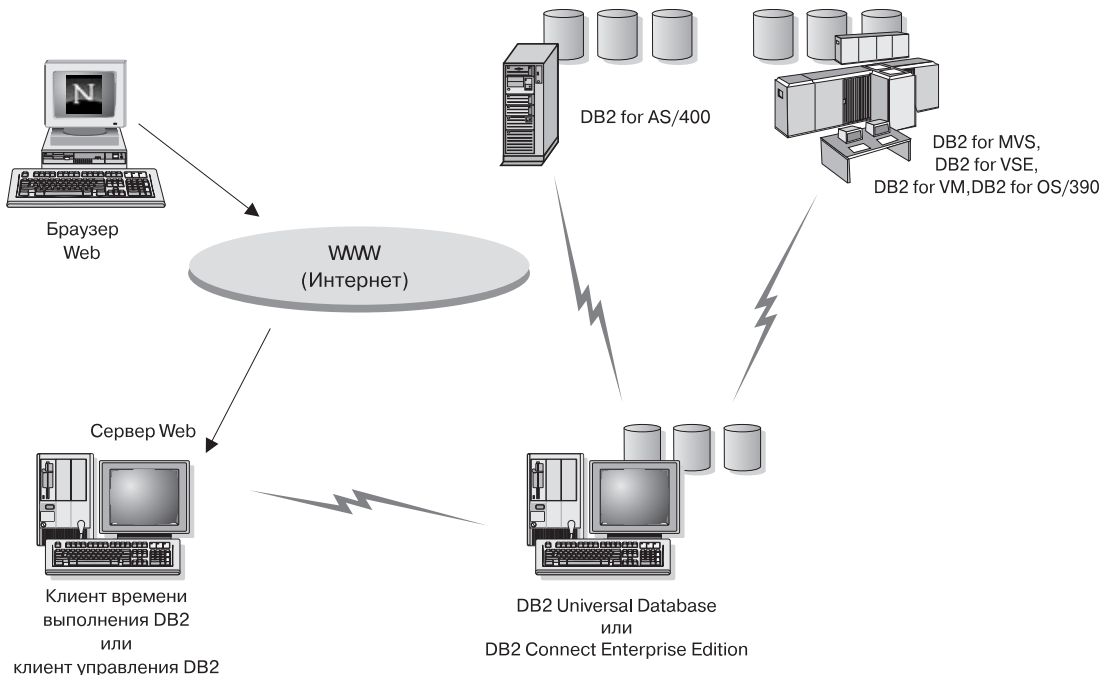 N
DB2 for AS/400
DB2 for MVS,
DB2 for VSE,
DB2 for VM,DB2 for OS/390
Браузер
Web
WWW
(Интернет)
Сервер Web
Клиент времени
выполнения DB2
или
клиент управления DB2
DB2 Universal Database
или
DB2 Connect Enterprise Edition